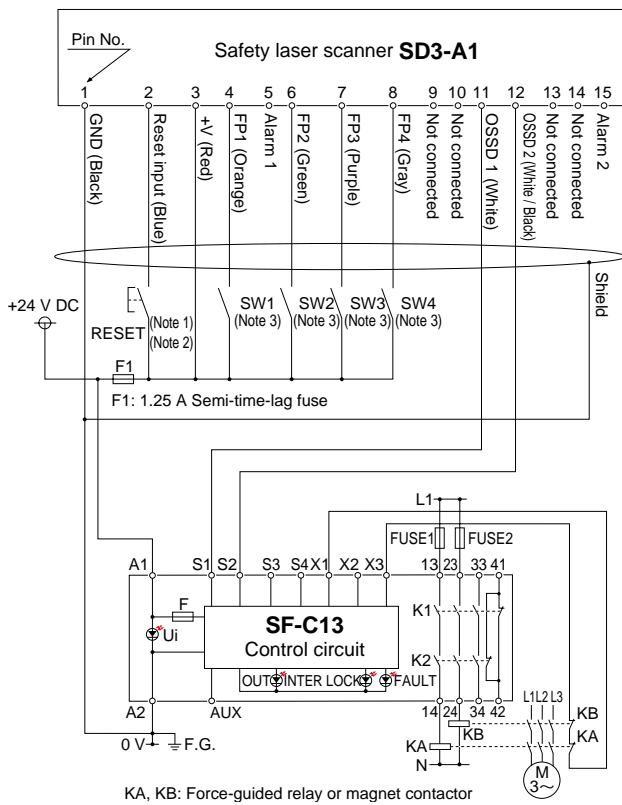 Pin No.
Safety laser scanner SD3-A1
1 2 3 4 5 6 7 8 9 10 11 12 13 14 15
GND (Black)
Reset input (Blue)
+V (Red)
FP1 (Orange)
Alarm 1
FP2 (Green)
FP3 (Purple)
FP4 (Gray)
Not connected
Not connected
OSSD 1 (White)
OSSD 2 (White / Black)
Not connected
Not connected
Alarm 2
Shield
+24 V DC
RESET
(Note 1)
(Note 2)
SW1
(Note 3)
SW2
(Note 3)
SW3
(Note 3)
SW4
(Note 3)
F1
F1: 1.25 A Semi-time-lag fuse
L1
FUSE1 FUSE2
A1 S1 S2 S3 S4 X1 X2 X3 13 23 33 41
F
Ui
SF-C13
Control circuit
K1
K2
OUT INTER LOCK FAULT
A2 AUX 14 24 34 42
L1 L2 L3
KB
KB
KA
KA
0 V
F.G.
N
M
3~
KA, KB: Force-guided relay or magnet contactor